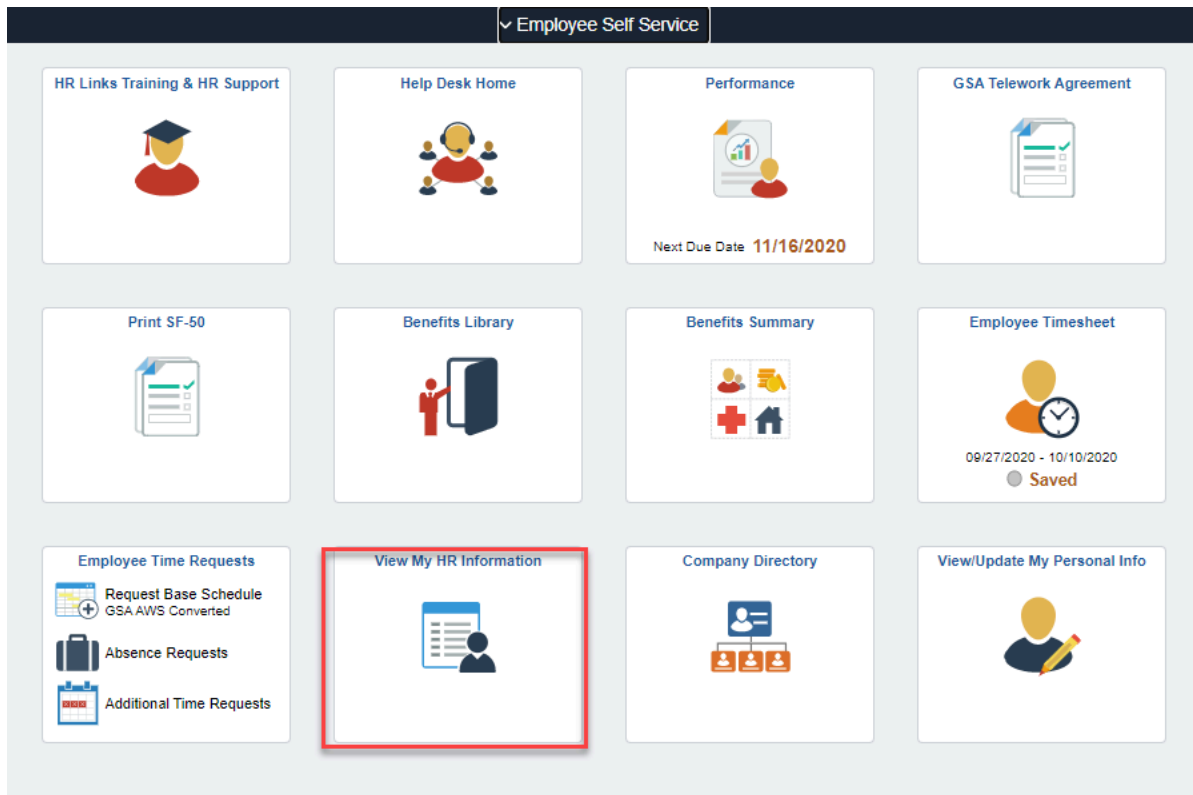 Employee Self Service
HR Links Training & HR Support
Help Desk Home
Performance
GSA Telework Agreement
Next Due Date 11/16/2020
Print SF-50
Benefits Library
Benefits Summary
Employee Timesheet
09/27/2020 - 10/10/2020
Saved
Employee Time Requests
Request Base Schedule
GSA AWS Converted
Absence Requests
Additional Time Requests
View My HR Information
Company Directory
View/Update My Personal Info